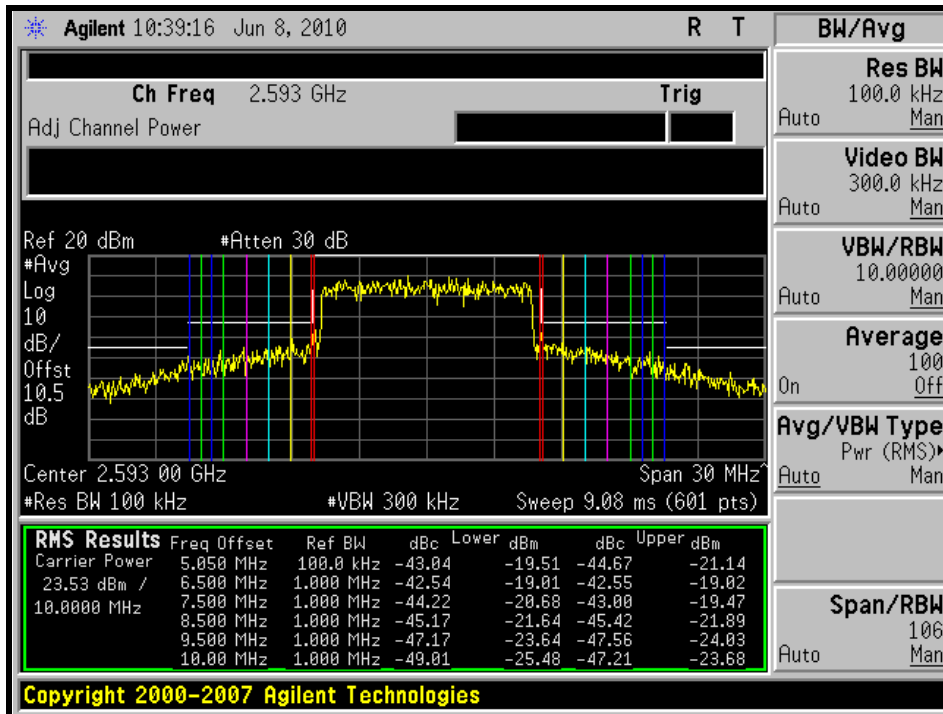 Agilent 10:39:16 Jun 8, 2010 R T
Ch Freq 2.593 GHz Trig
Adj Channel Power
Ref 20 dBm #Atten 30 dB
#Avg
Log
10
dB/
Offst
10.5
dB
Center 2.593 00 GHz Span 30 MHz^
#Res BW 100 kHz #VBW 300 kHz Sweep 9.08 ms (601 pts)
RMS Results Freq Offset Ref BW dBc Lower dBm dBc Upper dBm
Carrier Power 5.050 MHz 100.0 kHz -43.04 -19.51 -44.67 -21.14
23.53 dBm / 6.500 MHz 1.000 MHz -42.54 -19.01 -42.55 -19.02
10.0000 MHz 7.500 MHz 1.000 MHz -44.22 -20.68 -43.00 -19.47
8.500 MHz 1.000 MHz -45.17 -21.64 -45.42 -21.89
9.500 MHz 1.000 MHz -47.17 -23.64 -47.56 -24.03
10.00 MHz 1.000 MHz -49.01 -25.48 -47.21 -23.68
Copyright 2000-2007 Agilent Technologies
BW/Avg
Res BW
100.0 kHz
Auto Man
Video BW
300.0 kHz
Auto Man
VBW/RBW
10.00000
Auto Man
Average
100
On Off
Avg/VBW Type
Pwr (RMS)▸
Auto Man
Span/RBW
106
Auto Man